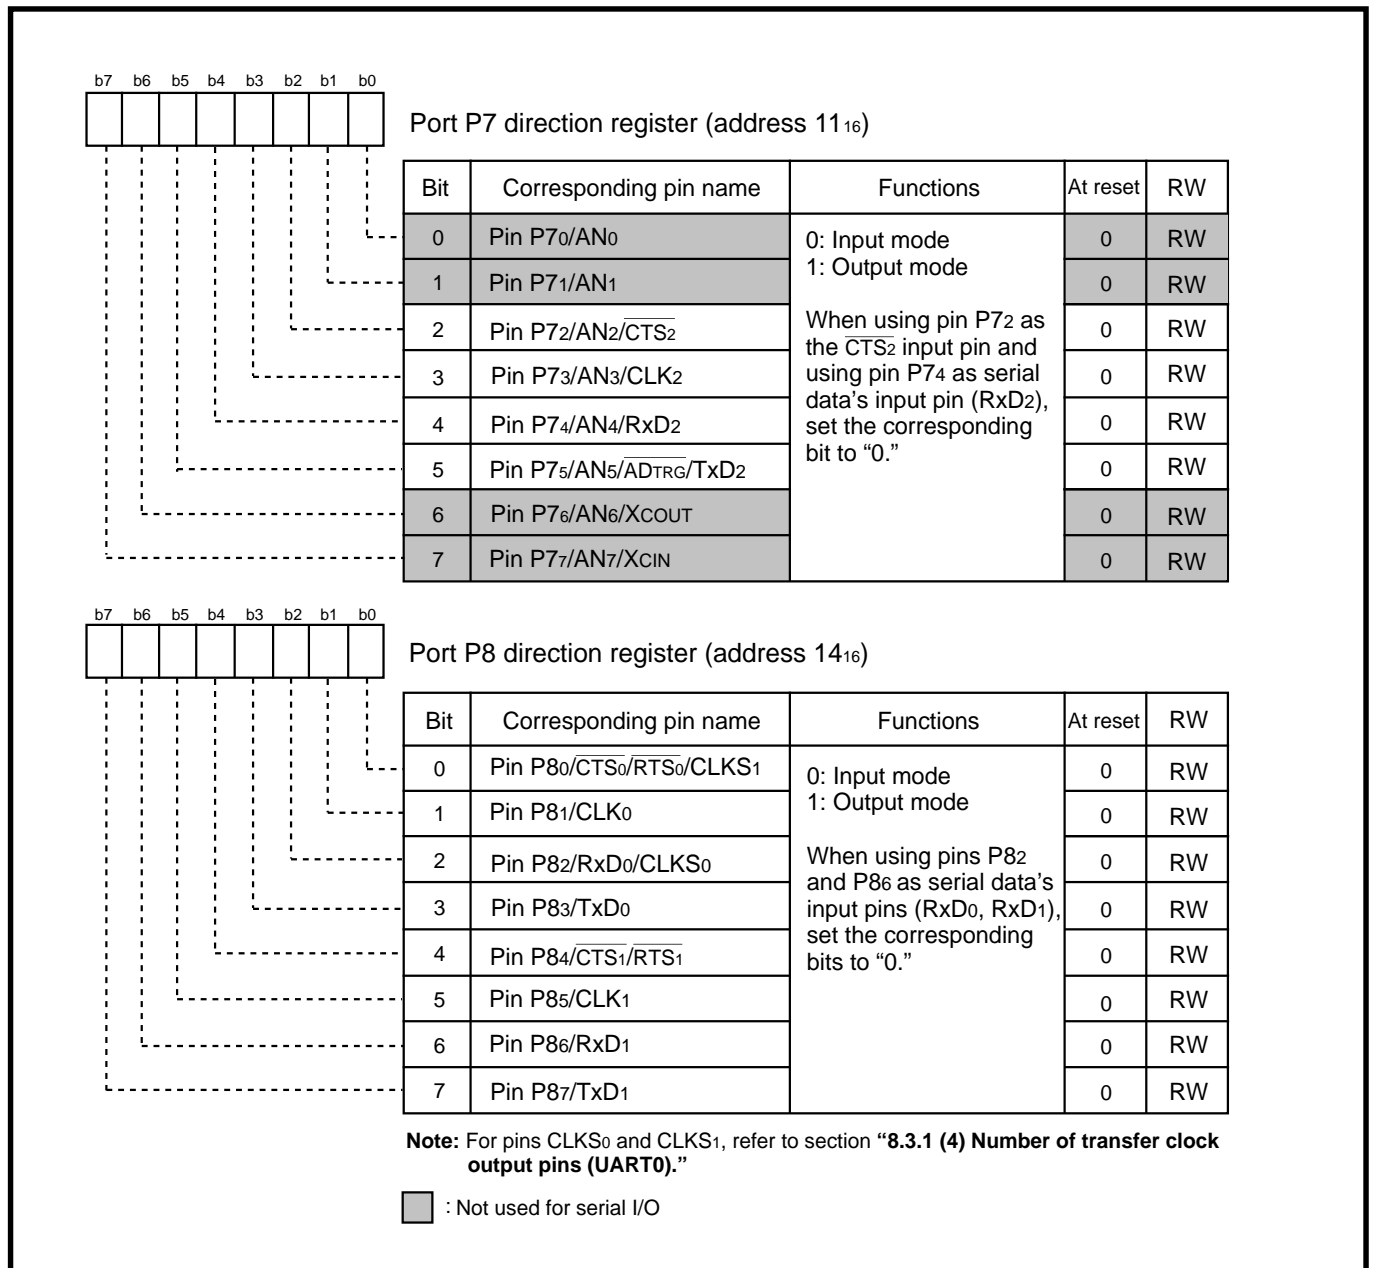 b7 b6 b5 b4 b3 b2 b1 b0
Port P7 direction register (address 11₁₆)
Bit Corresponding pin name Functions At reset RW
0 Pin P7₀/AN₀ 0 RW
1 Pin P7₁/AN₁ 0 RW
2 Pin P7₂/AN₂/C̅T̅S̅₂ 0 RW
3 Pin P7₃/AN₃/CLK₂ 0 RW
4 Pin P7₄/AN₄/RxD₂ 0 RW
5 Pin P7₅/AN₅/A̅D̅T̅R̅G̅/TxD₂ 0 RW
6 Pin P7₆/AN₆/XCOUT 0 RW
7 Pin P7₇/AN₇/XCIN 0 RW
0: Input mode
1: Output mode
When using pin P7₂ as
the C̅T̅S̅₂ input pin and
using pin P7₄ as serial
data's input pin (RxD₂),
set the corresponding
bit to “0.”
b7 b6 b5 b4 b3 b2 b1 b0
Port P8 direction register (address 14₁₆)
Bit Corresponding pin name Functions At reset RW
0 Pin P8₀/C̅T̅S̅₀/R̅T̅S̅₀/CLKS₁ 0 RW
1 Pin P8₁/CLK₀ 0 RW
2 Pin P8₂/RxD₀/CLKS₀ 0 RW
3 Pin P8₃/TxD₀ 0 RW
4 Pin P8₄/C̅T̅S̅₁/R̅T̅S̅₁ 0 RW
5 Pin P8₅/CLK₁ 0 RW
6 Pin P8₆/RxD₁ 0 RW
7 Pin P8₇/TxD₁ 0 RW
0: Input mode
1: Output mode
When using pins P8₂
and P8₆ as serial data's
input pins (RxD₀, RxD₁),
set the corresponding
bits to “0.”
Note: For pins CLKS₀ and CLKS₁, refer to section “8.3.1 (4) Number of transfer clock
output pins (UART0).”
: Not used for serial I/O